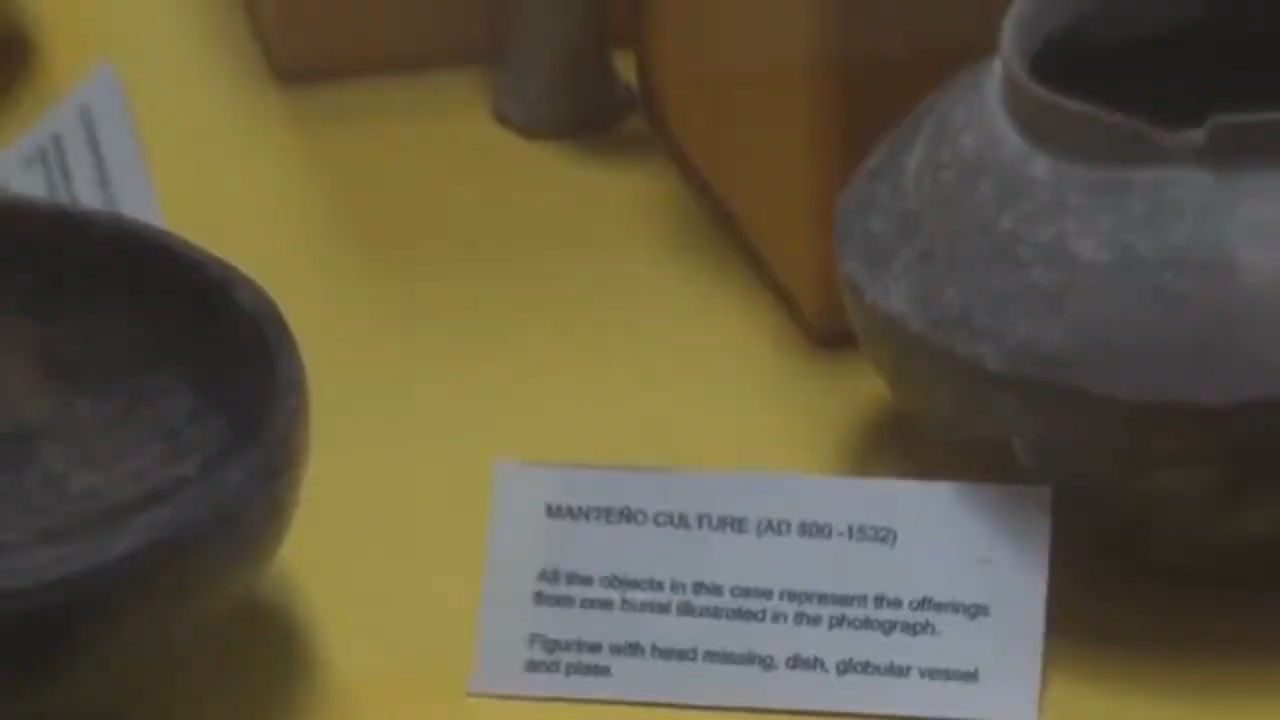 MANTEÑO CULTURE (AD 800 -1532)
All the objects in this case represent the offerings
from one burial illustrated in the photograph.
Figurine with head missing, dish, globular vessel
and plate.